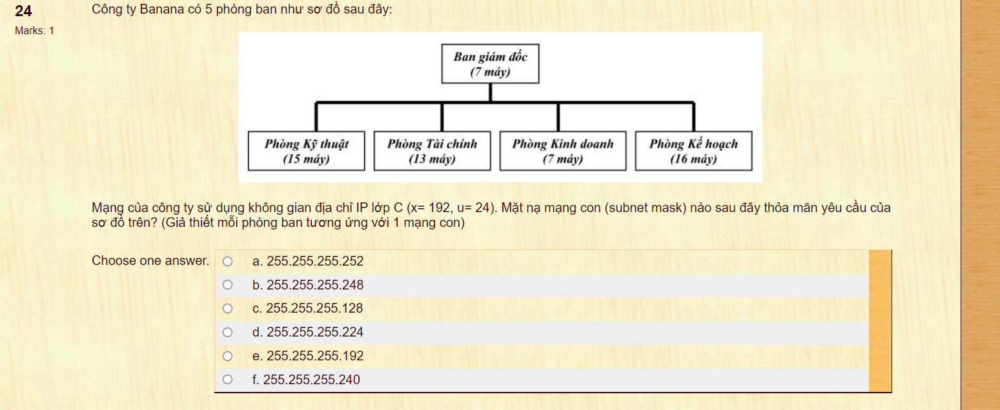 24
Marks: 1
Công ty Banana có 5 phòng ban như sơ đồ sau đây:
Ban giám đốc
(7 máy)
Phòng Kỹ thuật
(15 máy)
Phòng Tài chính
(13 máy)
Phòng Kinh doanh
(7 máy)
Phòng Kế hoạch
(16 máy)
Mạng của công ty sử dụng không gian địa chỉ IP lớp C (x= 192, u= 24). Mặt nạ mạng con (subnet mask) nào sau đây thỏa mãn yêu cầu của
sơ đồ trên? (Giả thiết mỗi phòng ban tương ứng với 1 mạng con)
Choose one answer.
a. 255.255.255.252
b. 255.255.255.248
c. 255.255.255.128
d. 255.255.255.224
e. 255.255.255.192
f. 255.255.255.240